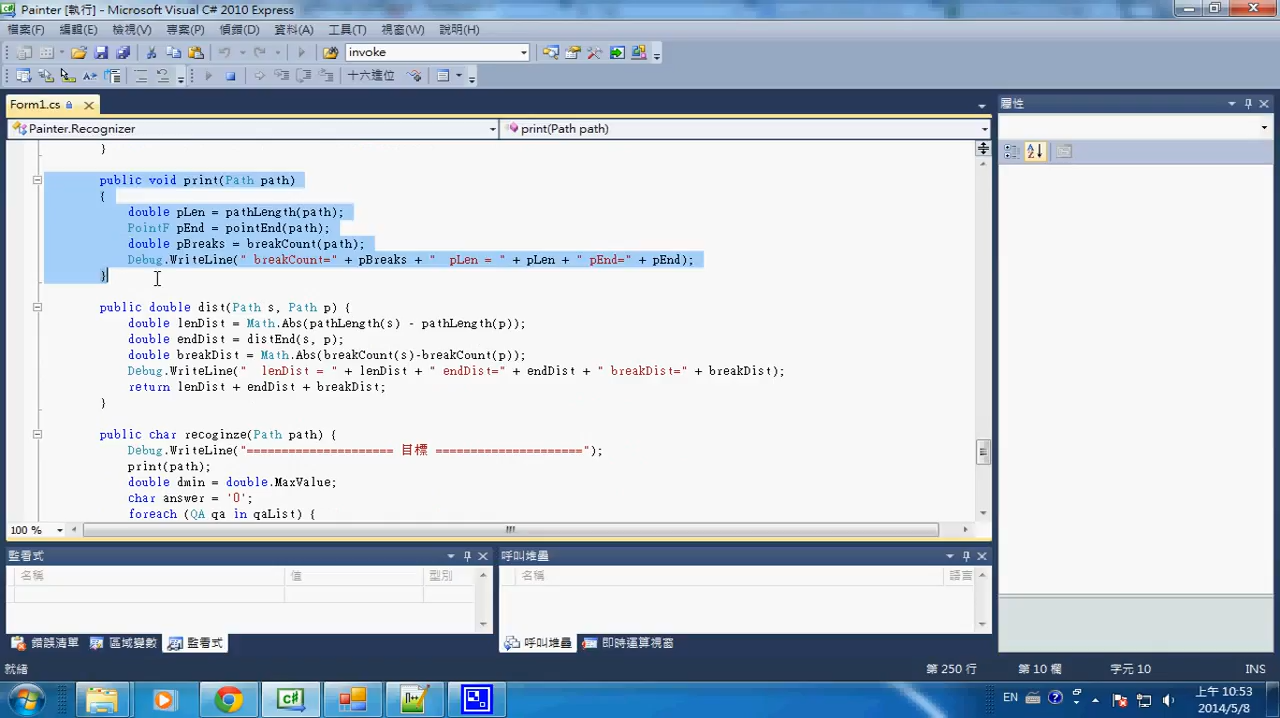 Painter [執行] - Microsoft Visual C# 2010 Express
檔案(F) 編輯(E) 檢視(V) 專案(P) 偵錯(D) 資料(A) 工具(T) 視窗(W) 說明(H)
invoke
十六進位
Form1.cs
屬性
Painter.Recognizer print(Path path)
}
public void print(Path path)
{
double pLen = pathLength(path);
PointF pEnd = pointEnd(path);
double pBreaks = breakCount(path);
Debug.WriteLine(" breakCount=" + pBreaks + "  pLen = " + pLen + " pEnd=" + pEnd);
}
public double dist(Path s, Path p) {
double lenDist = Math.Abs(pathLength(s) - pathLength(p));
double endDist = distEnd(s, p);
double breakDist = Math.Abs(breakCount(s)-breakCount(p));
Debug.WriteLine("  lenDist = " + lenDist + " endDist=" + endDist + " breakDist=" + breakDist);
return lenDist + endDist + breakDist;
}
public char recoginze(Path path) {
Debug.WriteLine("===================== 目標 =====================");
print(path);
double dmin = double.MaxValue;
char answer = '0';
foreach (QA qa in qaList) {
100 %
監看式 呼叫堆疊
名稱 值 型別 名稱 語言
錯誤清單 區域變數 監看式 呼叫堆疊 即時運算視窗
就緒 第 250 行 第 10 欄 字元 10 INS
EN 上午 10:53
2014/5/8